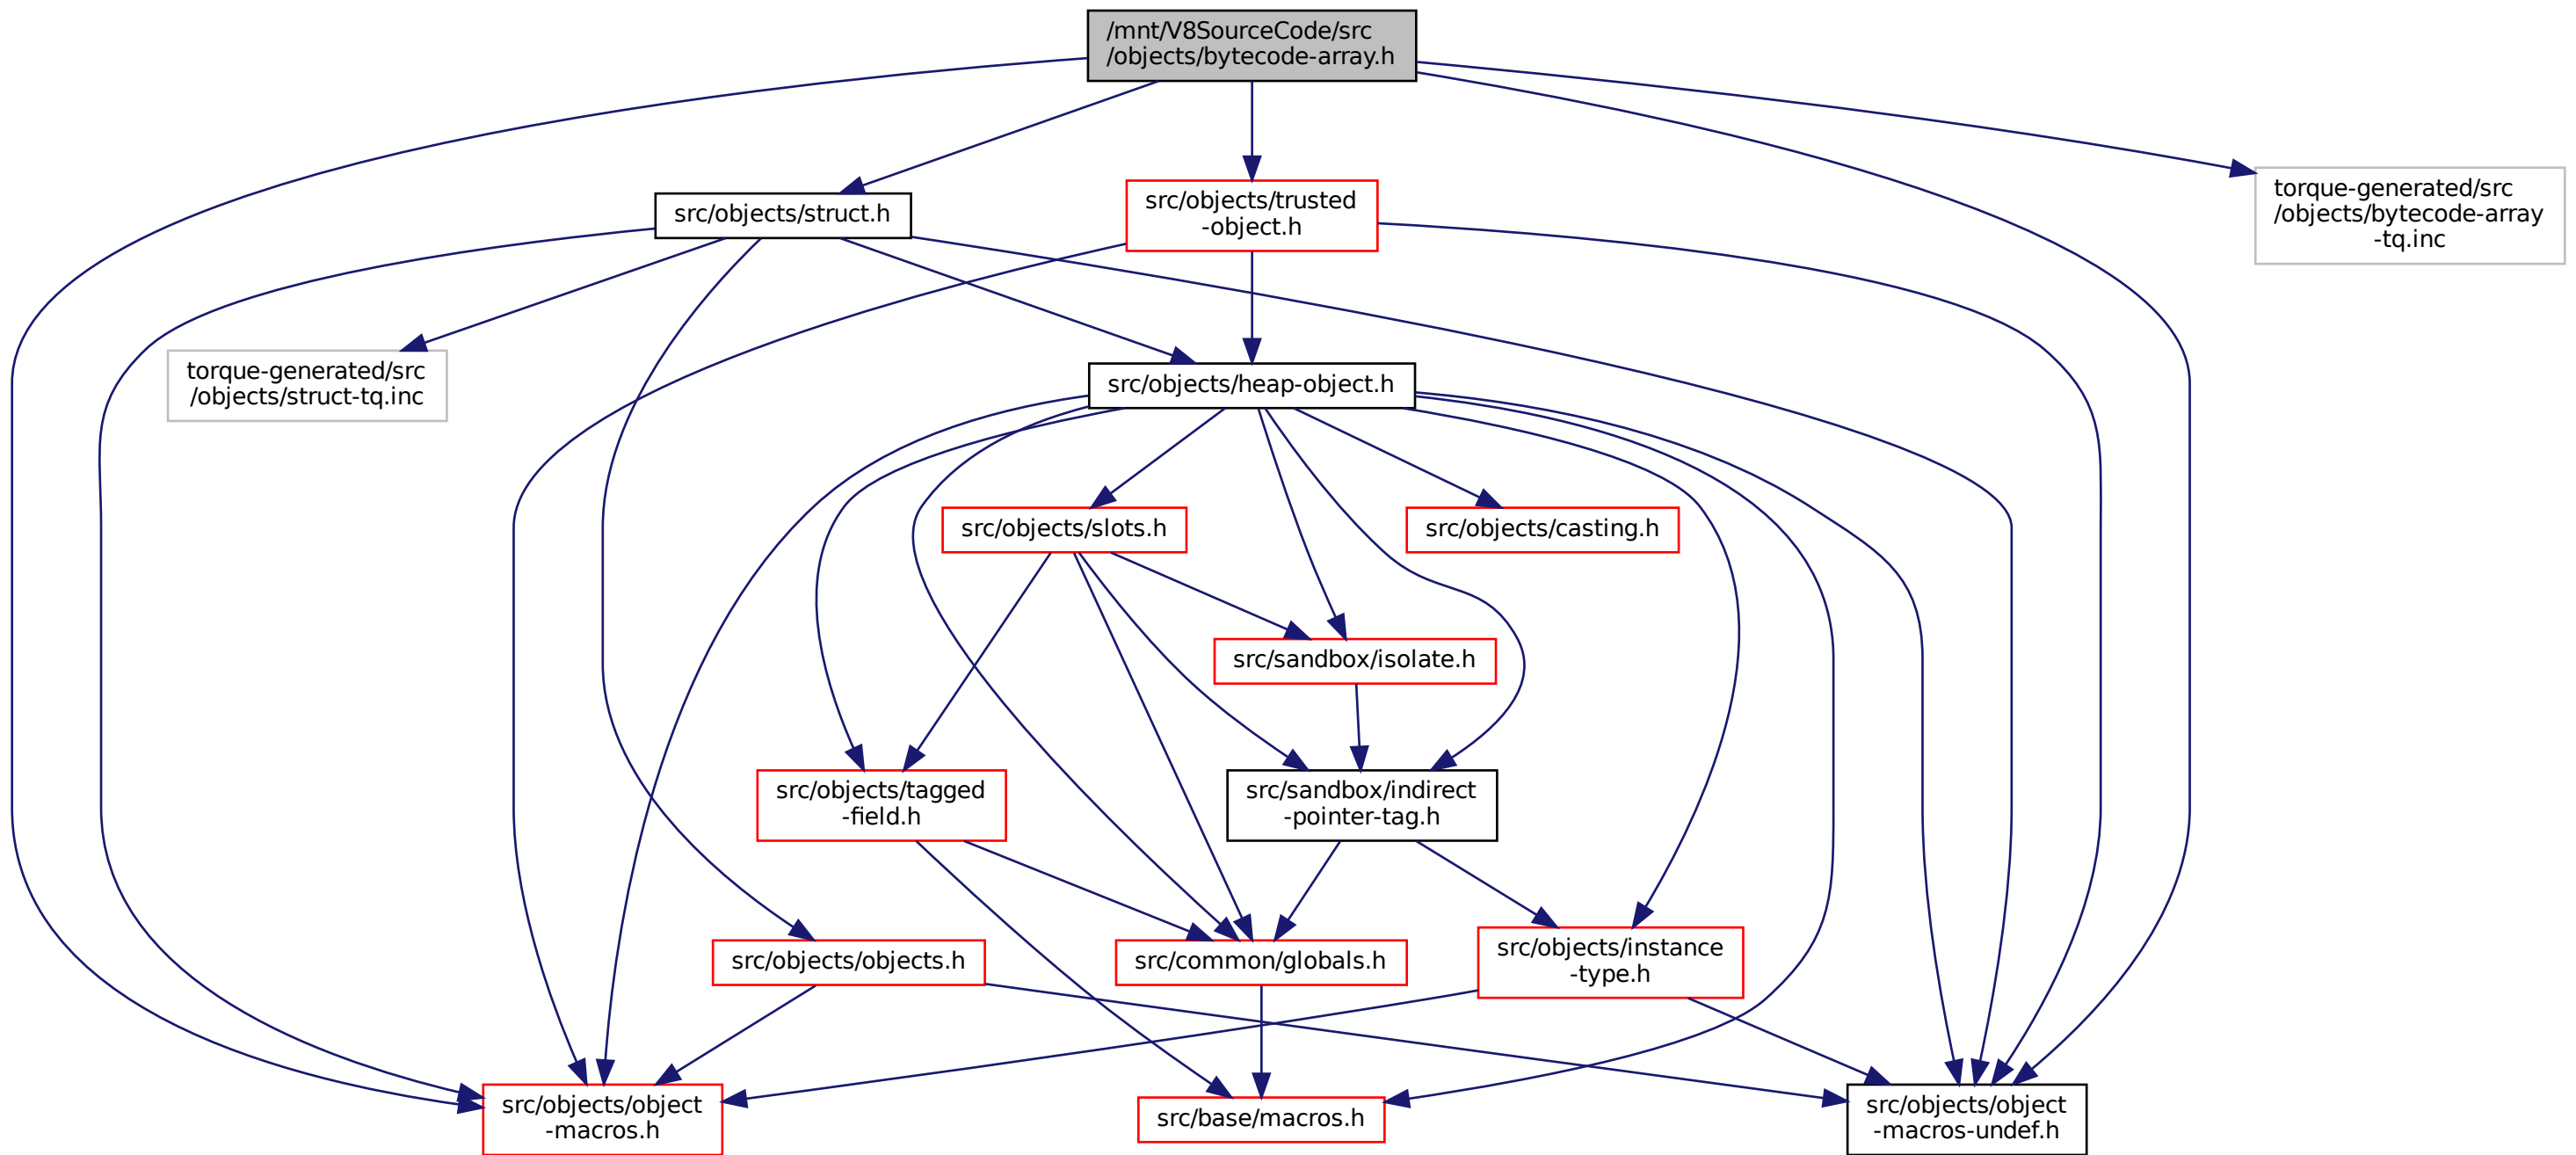 /mnt/V8SourceCode/src
/objects/bytecode-array.h
torque-generated/src
/objects/bytecode-array
-tq.inc
src/objects/struct.h
src/objects/trusted
-object.h
torque-generated/src
/objects/struct-tq.inc
src/objects/heap-object.h
src/objects/slots.h
src/objects/casting.h
src/sandbox/isolate.h
src/objects/tagged
-field.h
src/sandbox/indirect
-pointer-tag.h
src/objects/objects.h
src/common/globals.h
src/objects/instance
-type.h
src/objects/object
-macros.h
src/base/macros.h
src/objects/object
-macros-undef.h